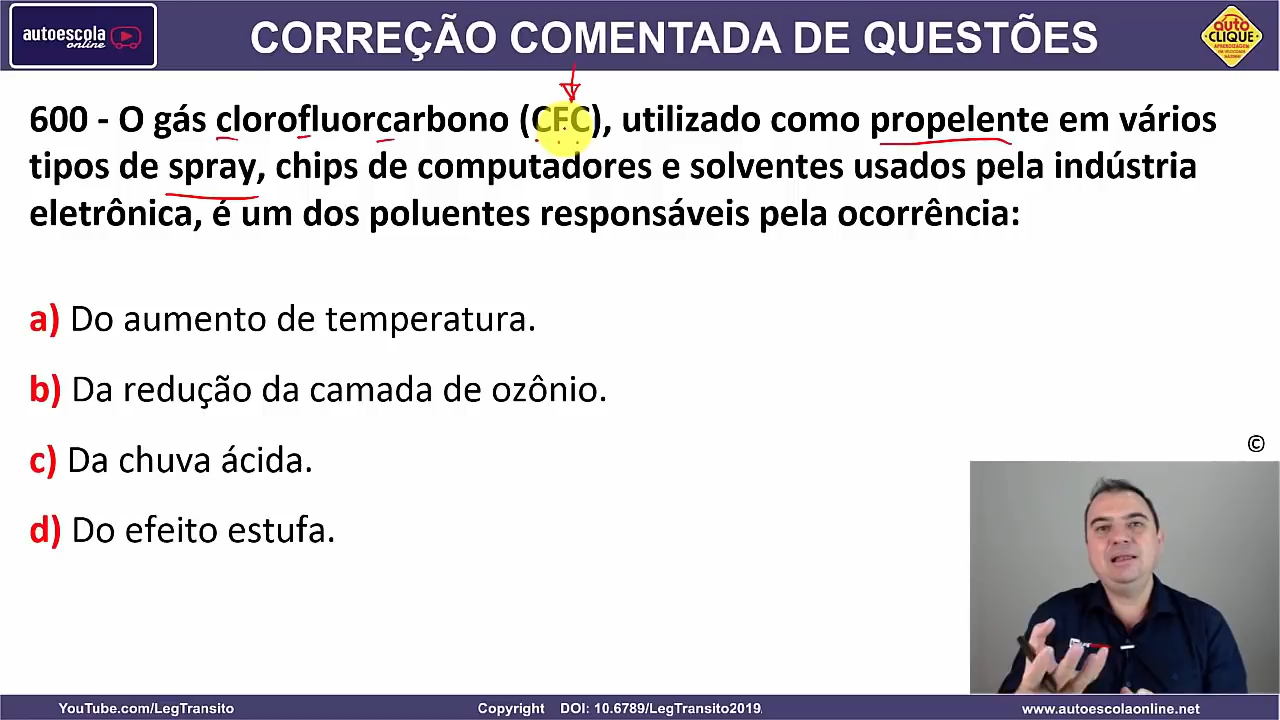 autoescola
online
CORREÇÃO COMENTADA DE QUESTÕES
auto
CLIQUE
600 - O gás clorofluorcarbono (CFC), utilizado como propelente em vários
tipos de spray, chips de computadores e solventes usados pela indústria
eletrônica, é um dos poluentes responsáveis pela ocorrência:
a) Do aumento de temperatura.
b) Da redução da camada de ozônio.
c) Da chuva ácida.
d) Do efeito estufa.
©
YouTube.com/LegTransito
Copyright DOI: 10.6789/LegTransito2019
www.autoescolaonline.net